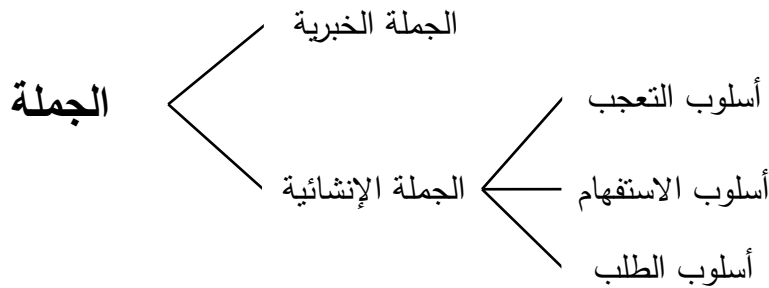 الجملة
الجملة الخبرية
الجملة الإنشائية
أسلوب التعجب
أسلوب الاستفهام
أسلوب الطلب